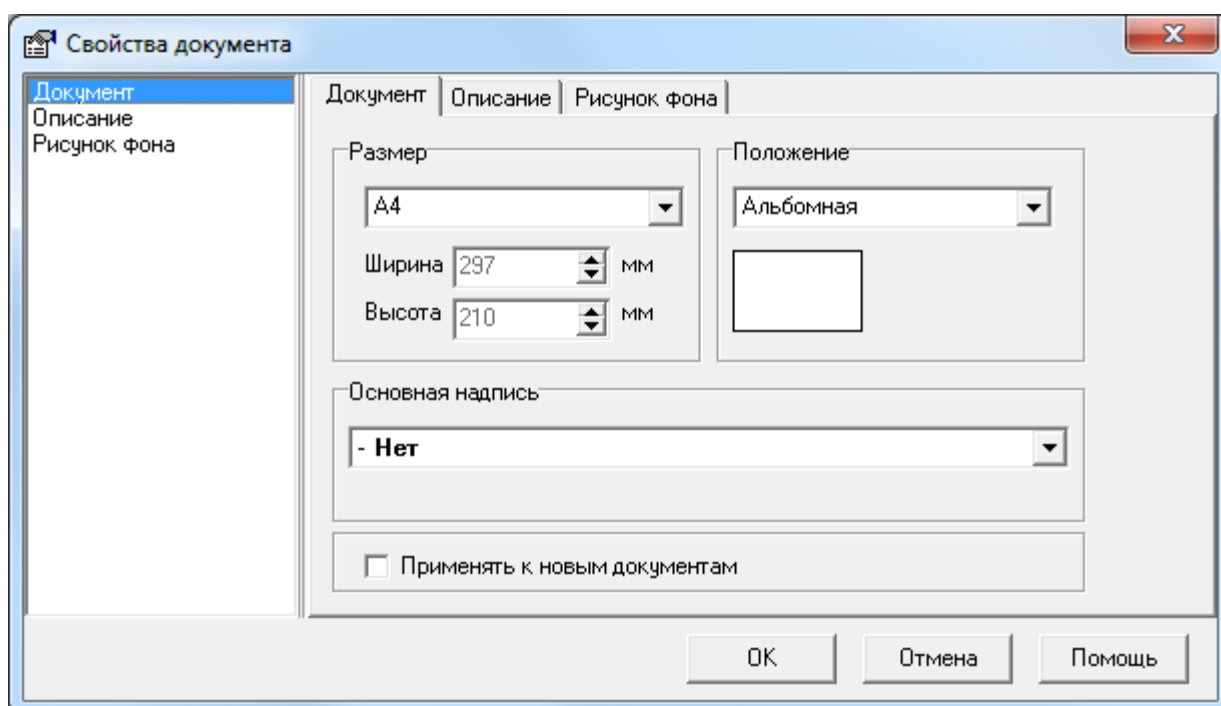 Свойства документа
Документ
Описание
Рисунок фона
Документ Описание Рисунок фона
Размер Положение
A4 Альбомная
Ширина 297 мм
Высота 210 мм
Основная надпись
- Нет
Применять к новым документам
OK Отмена Помощь